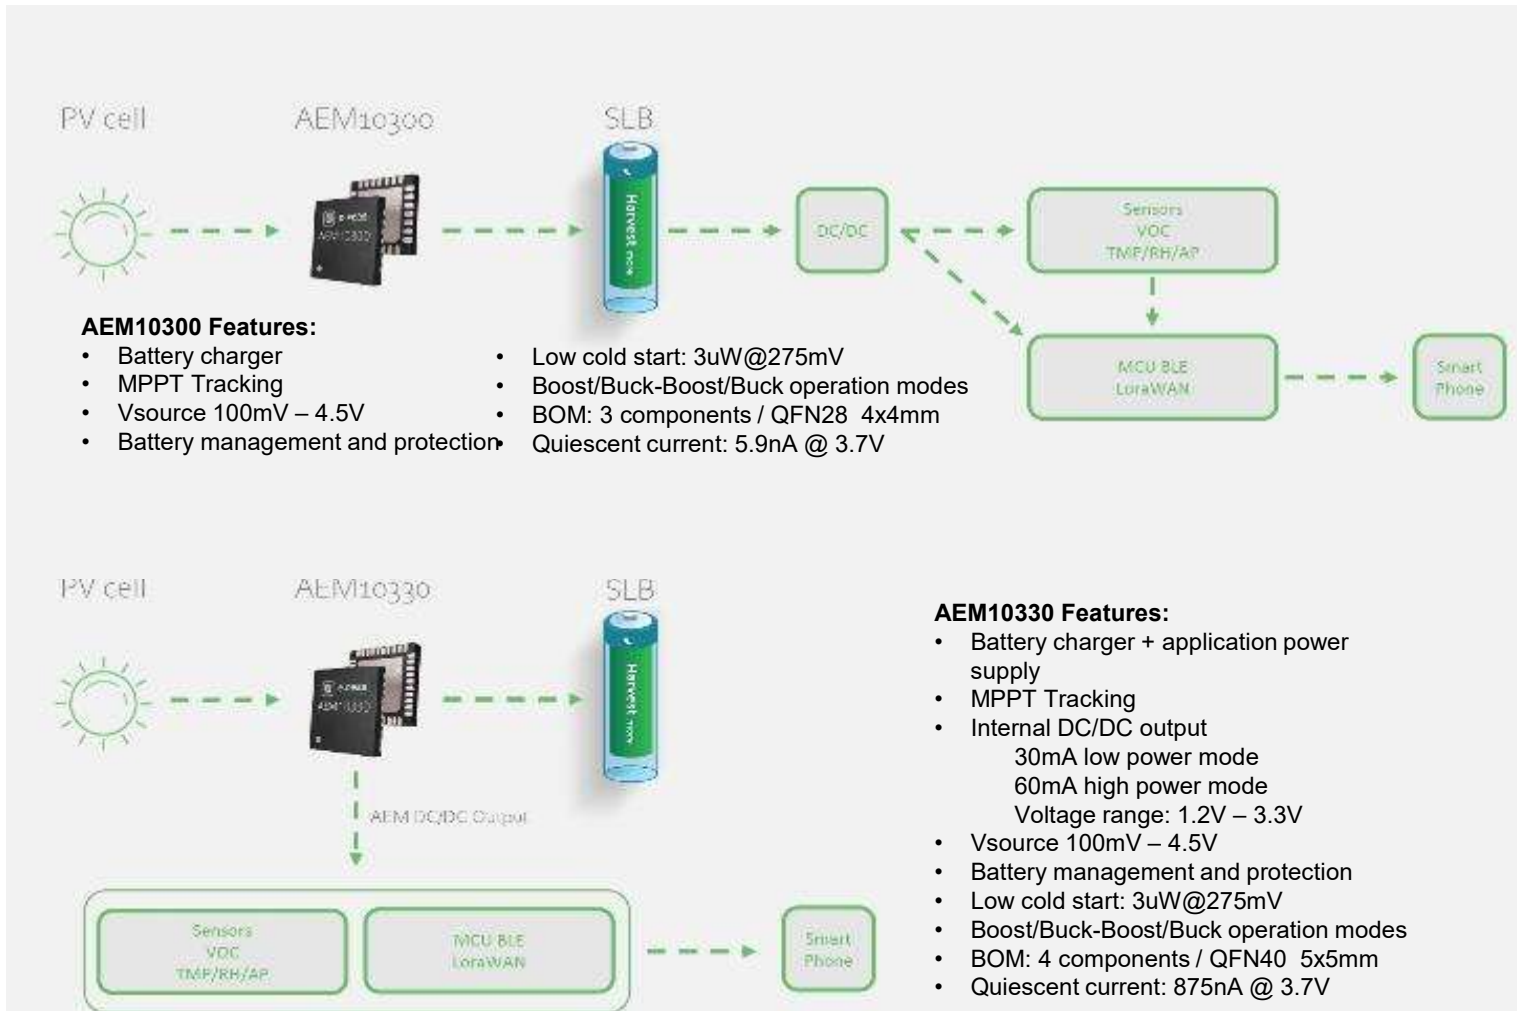 PV cell
AEM10300
SLB
AEM10300
Harvest more
DC/DC
Sensors
VOC
TMP/RH/AP
MCU BLE
LoraWAN
Smart
Phone
AEM10300 Features:
• Battery charger
• MPPT Tracking
• Vsource 100mV – 4.5V
• Battery management and protection
• Low cold start: 3uW@275mV
• Boost/Buck-Boost/Buck operation modes
• BOM: 3 components / QFN28 4x4mm
• Quiescent current: 5.9nA @ 3.7V
PV cell
AEM10330
SLB
AEM10330
Harvest more
AEM DC/DC Output
Sensors
VOC
TMP/RH/AP
MCU BLE
LoraWAN
Smart
Phone
AEM10330 Features:
• Battery charger + application power
supply
• MPPT Tracking
• Internal DC/DC output
30mA low power mode
60mA high power mode
Voltage range: 1.2V – 3.3V
• Vsource 100mV – 4.5V
• Battery management and protection
• Low cold start: 3uW@275mV
• Boost/Buck-Boost/Buck operation modes
• BOM: 4 components / QFN40 5x5mm
• Quiescent current: 875nA @ 3.7V